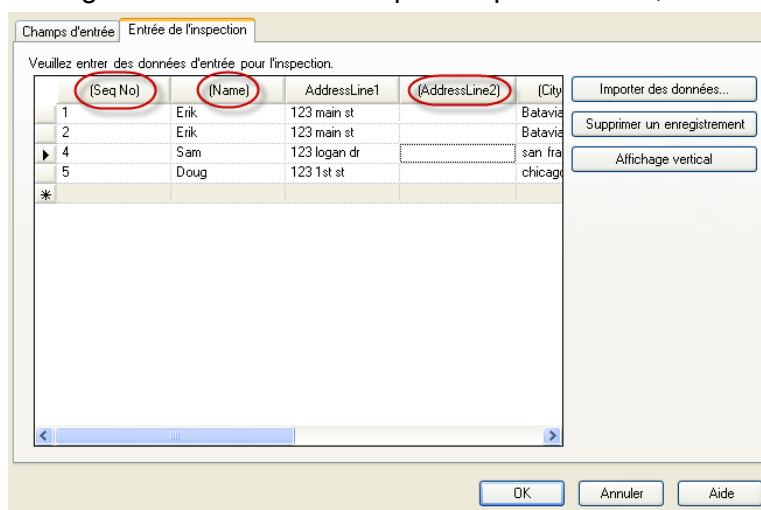 Champs d'entrée Entrée de l'inspection
Veuillez entrer des données d'entrée pour l'inspection.
(Seq No) (Name) AddressLine1 (AddressLine2) (City
1 Erik 123 main st Batavia
2 Erik 123 main st Batavia
4 Sam 123 logan dr san fra
5 Doug 123 1st st chicago
Importer des données...
Supprimer un enregistrement
Affichage vertical
OK Annuler Aide